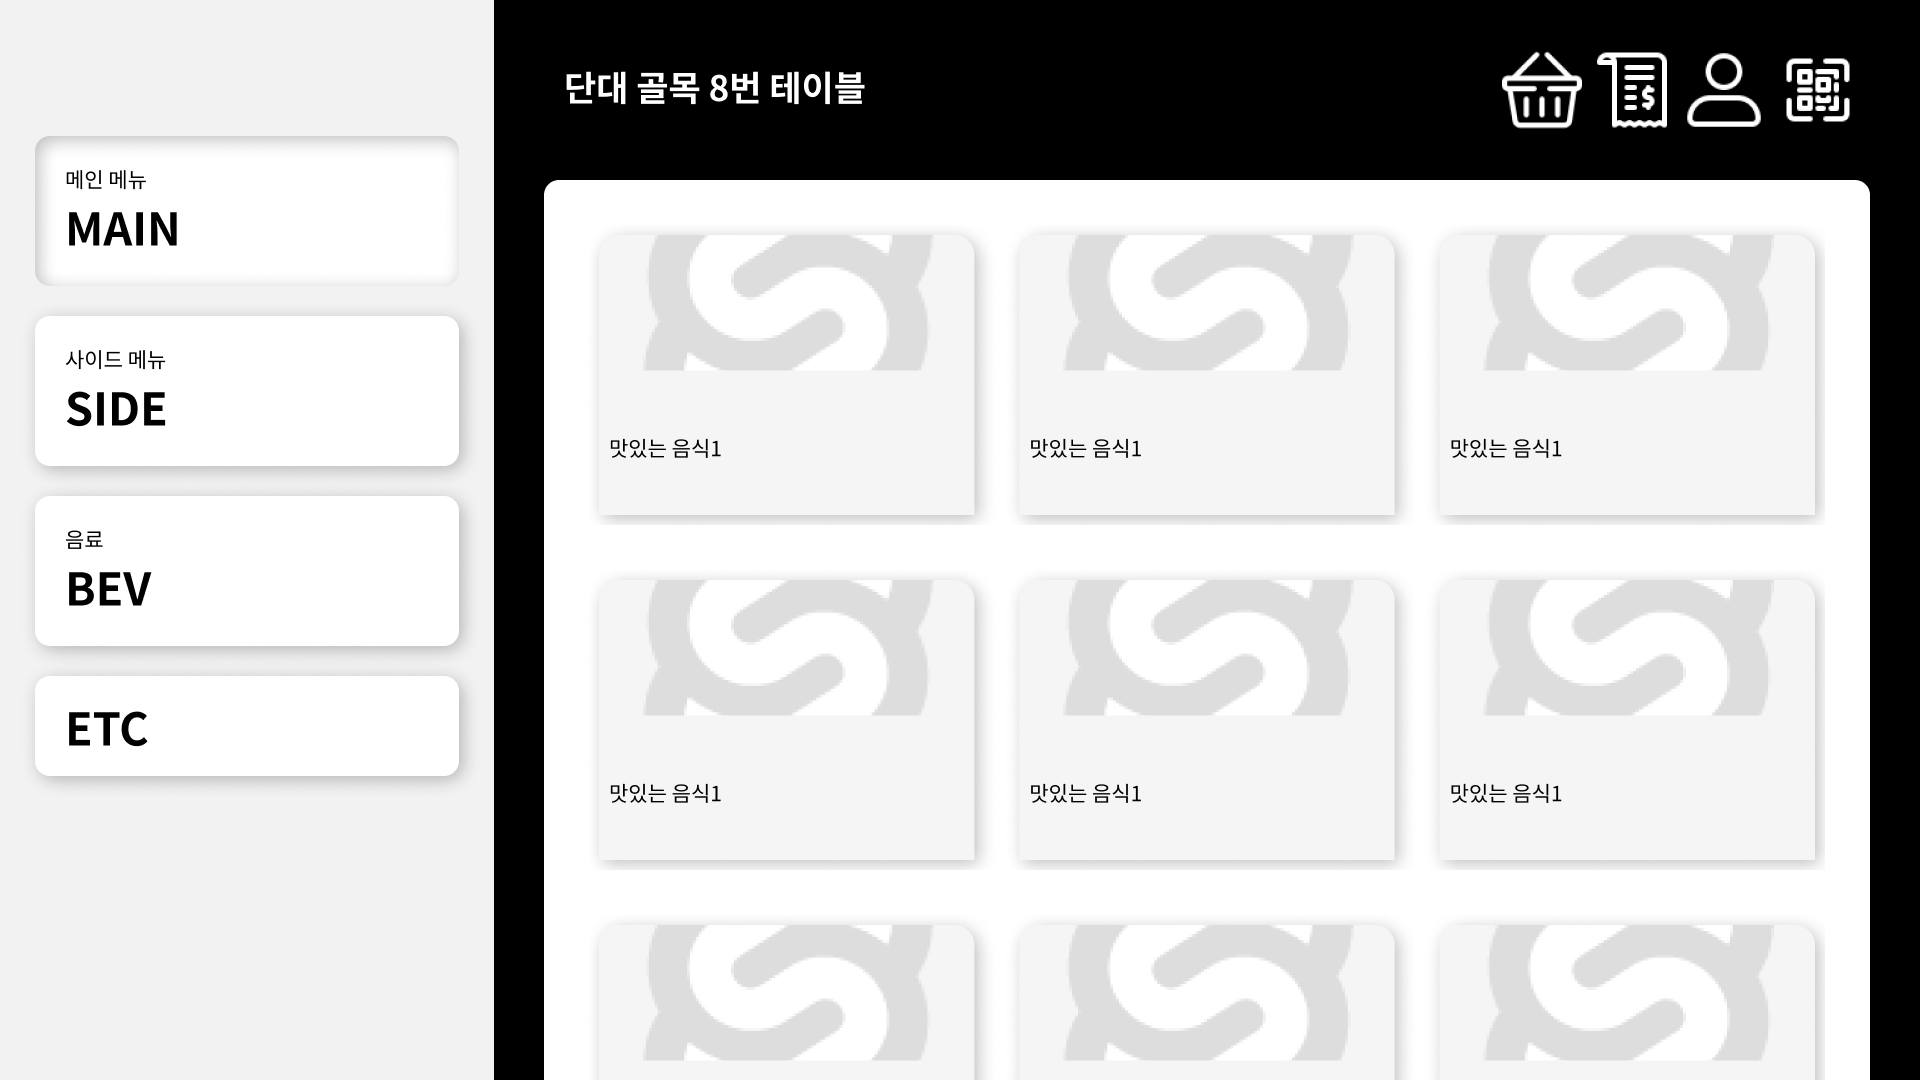 단대 골목 8번 테이블
메인 메뉴
MAIN
사이드 메뉴
SIDE
음료
BEV
ETC
맛있는 음식1
맛있는 음식1
맛있는 음식1
맛있는 음식1
맛있는 음식1
맛있는 음식1